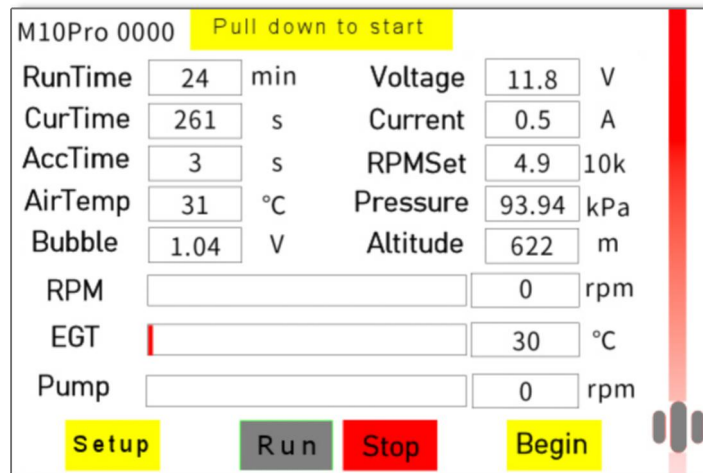 M10Pro 0000 Pull down to start
RunTime 24 min Voltage 11.8 V
CurTime 261 s Current 0.5 A
AccTime 3 s RPMSet 4.9 10k
AirTemp 31 °C Pressure 93.94 kPa
Bubble 1.04 V Altitude 622 m
RPM 0 rpm
EGT 30 °C
Pump 0 rpm
Setup Run Stop Begin